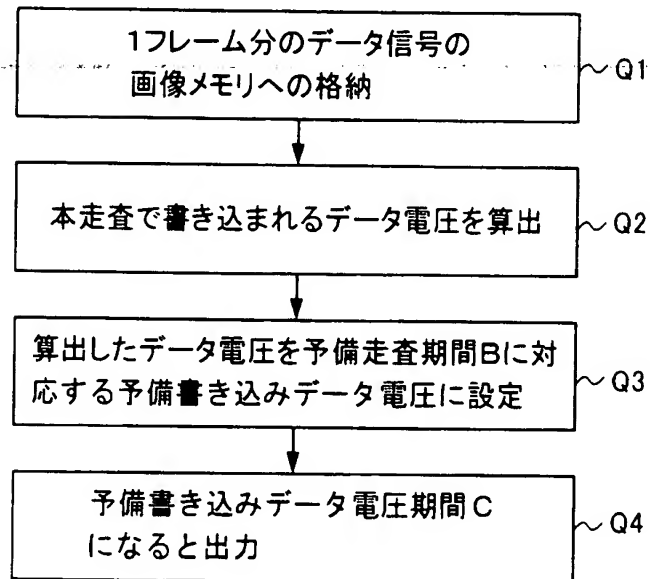 1フレーム分のデータ信号の
画像メモリへの格納
~Q1
本走査で書き込まれるデータ電圧を算出
~Q2
算出したデータ電圧を予備走査期間Bに対
応する予備書き込みデータ電圧に設定
~Q3
予備書き込みデータ電圧期間C
になると出力
~Q4